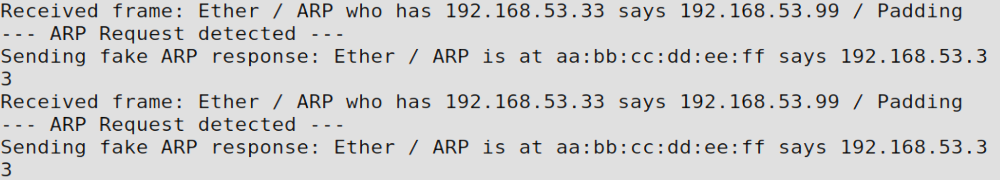 Received frame: Ether / ARP who has 192.168.53.33 says 192.168.53.99 / Padding
--- ARP Request detected ---
Sending fake ARP response: Ether / ARP is at aa:bb:cc:dd:ee:ff says 192.168.53.3
3
Received frame: Ether / ARP who has 192.168.53.33 says 192.168.53.99 / Padding
--- ARP Request detected ---
Sending fake ARP response: Ether / ARP is at aa:bb:cc:dd:ee:ff says 192.168.53.3
3